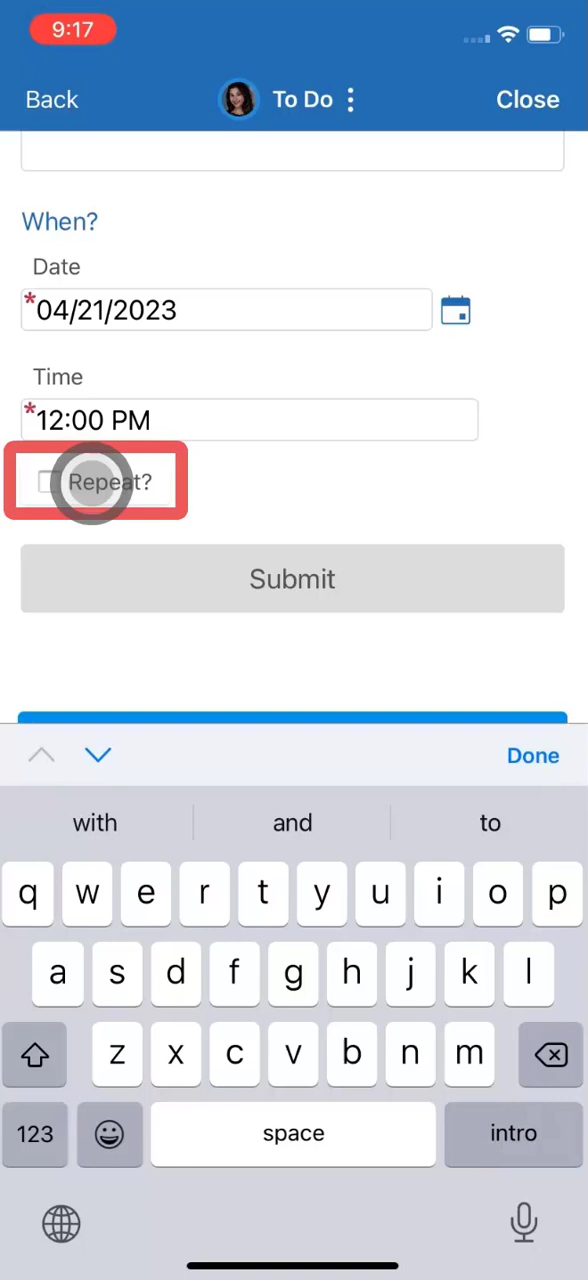 9:17
Back To Do Close
When?
Date
*04/21/2023
Time
*12:00 PM
Repeat?
Submit
Done
with and to
q w e r t y u i o p
a s d f g h j k l
z x c v b n m
123 space intro